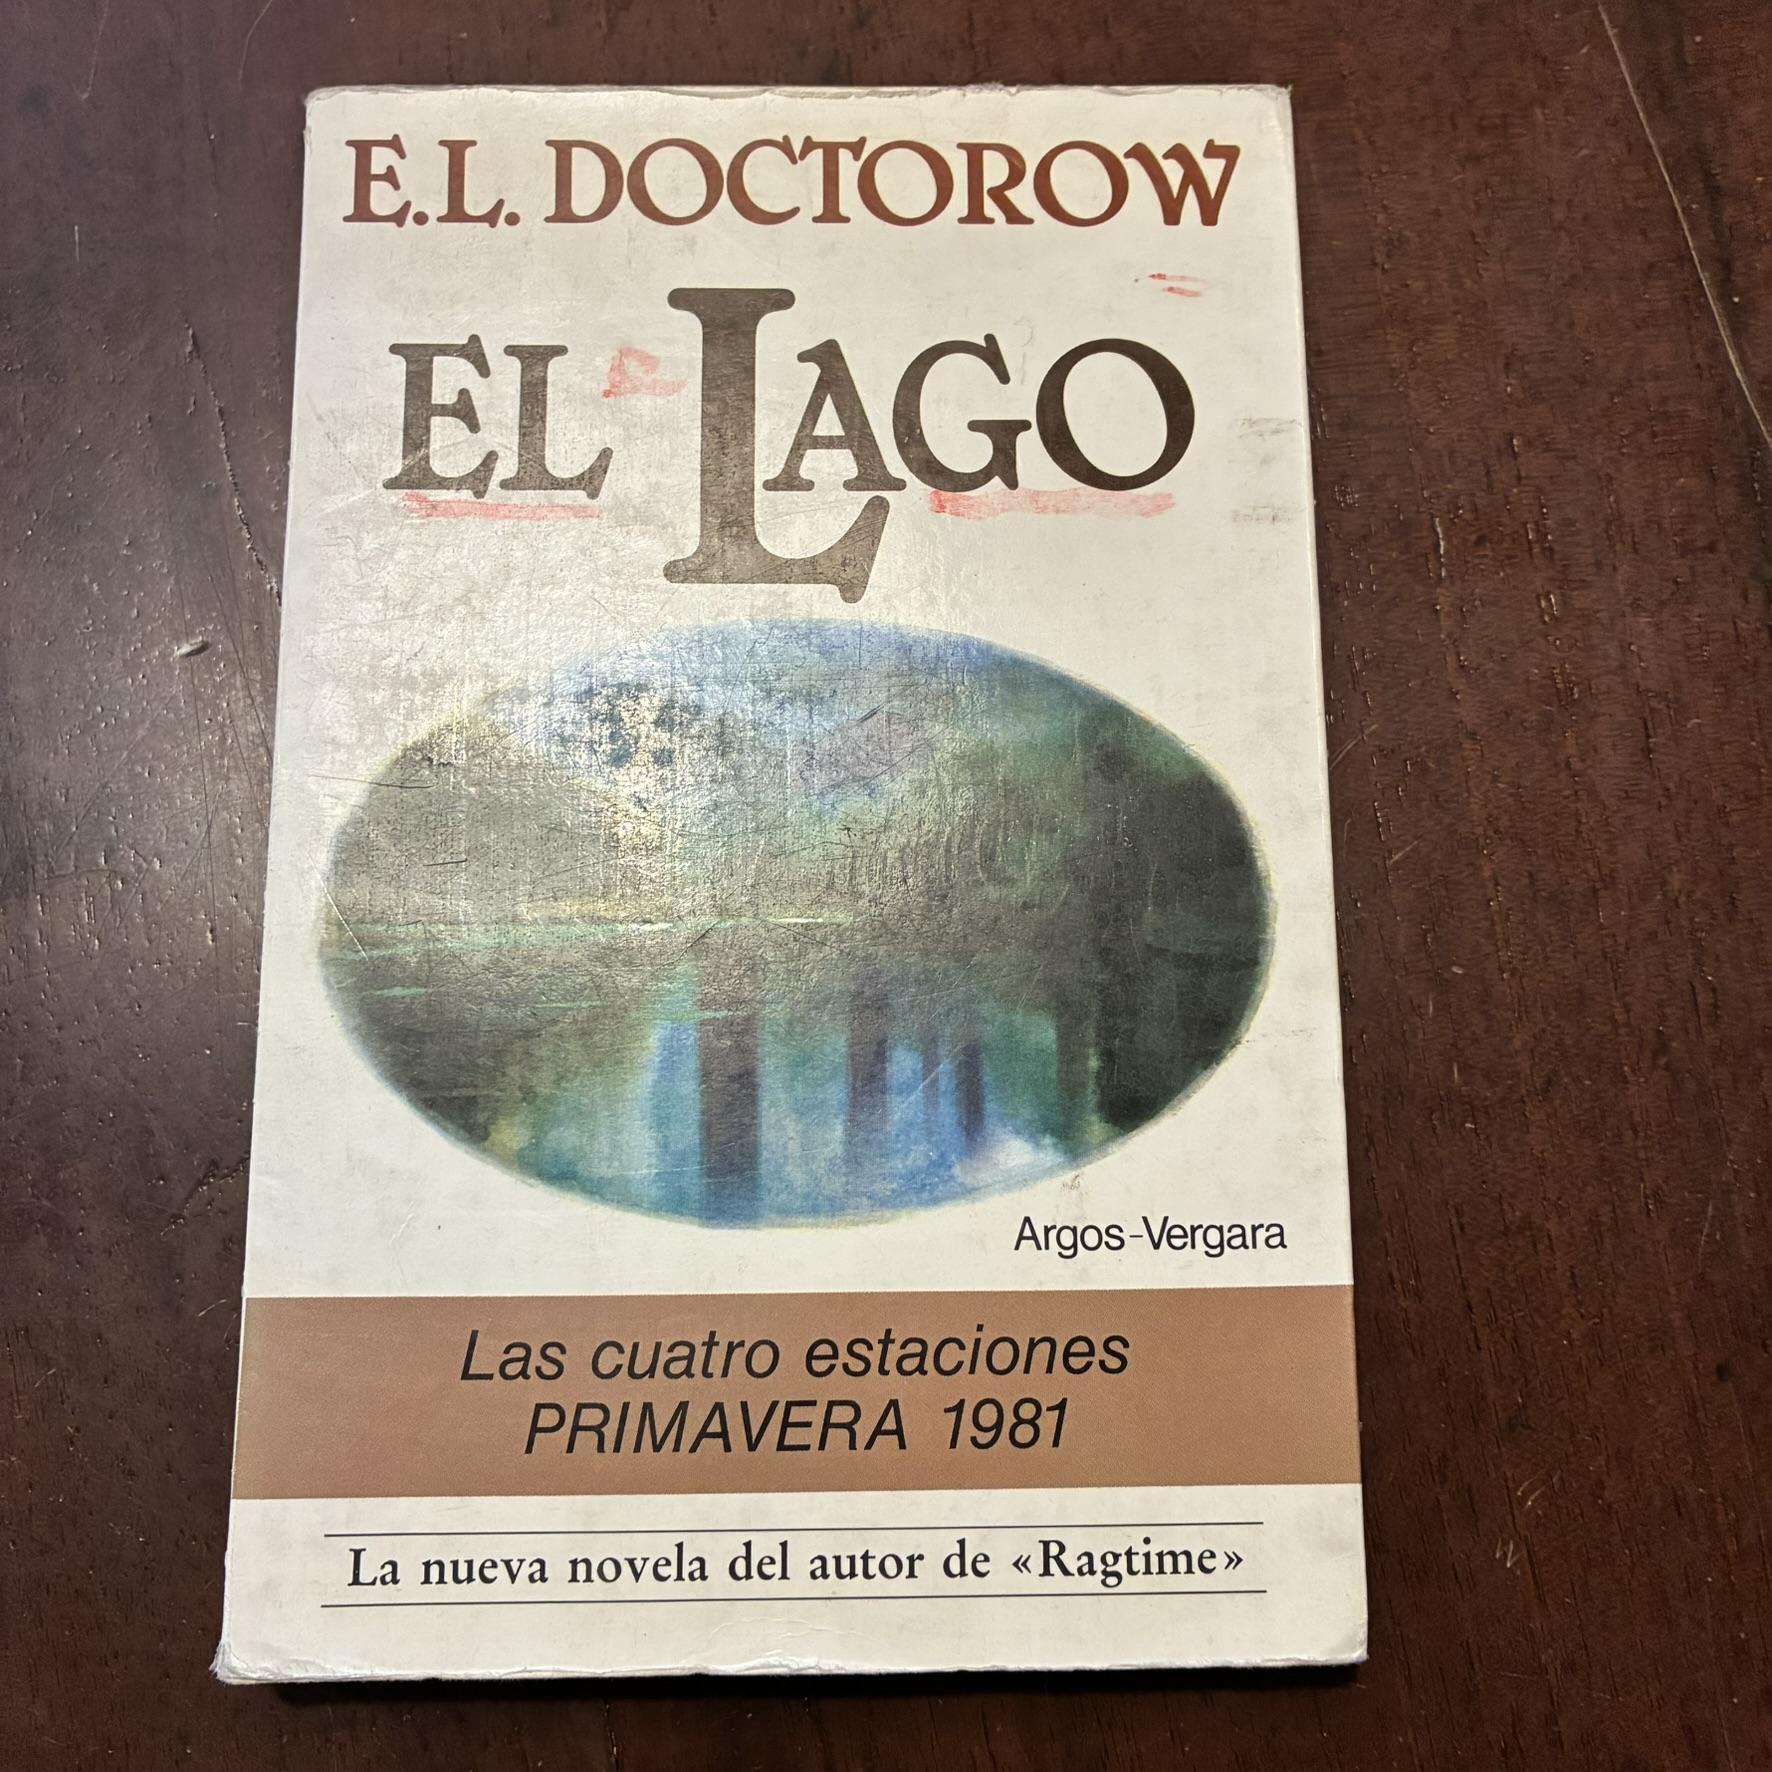 E.L. DOCTOROW
EL LAGO
Argos-Vergara
Las cuatro estaciones
PRIMAVERA 1981
La nueva novela del autor de «Ragtime»